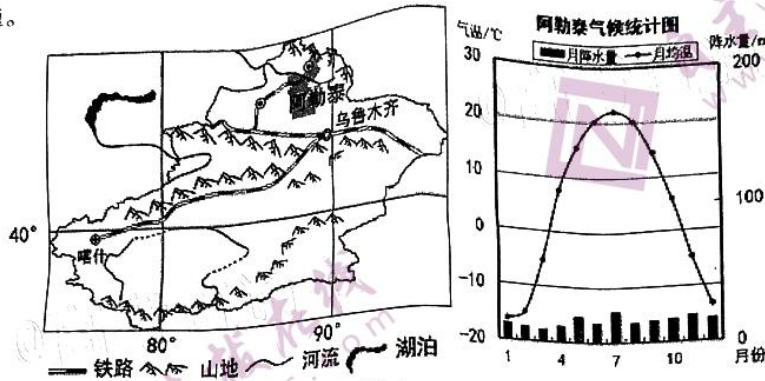 。
阿勒泰
乌鲁木齐
40°
喀什
80°
90°
铁路 山地 河流 湖泊
阿勒泰气候统计图
气温/℃
降水量/m
月降水量 月均温
30
20
10
0
-10
-20
200
100
0
1 4 7 10 月份